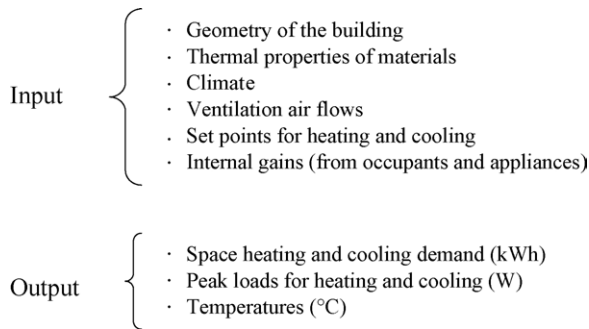 Input
· Geometry of the building
· Thermal properties of materials
· Climate
· Ventilation air flows
· Set points for heating and cooling
· Internal gains (from occupants and appliances)
Output
· Space heating and cooling demand (kWh)
· Peak loads for heating and cooling (W)
· Temperatures (°C)